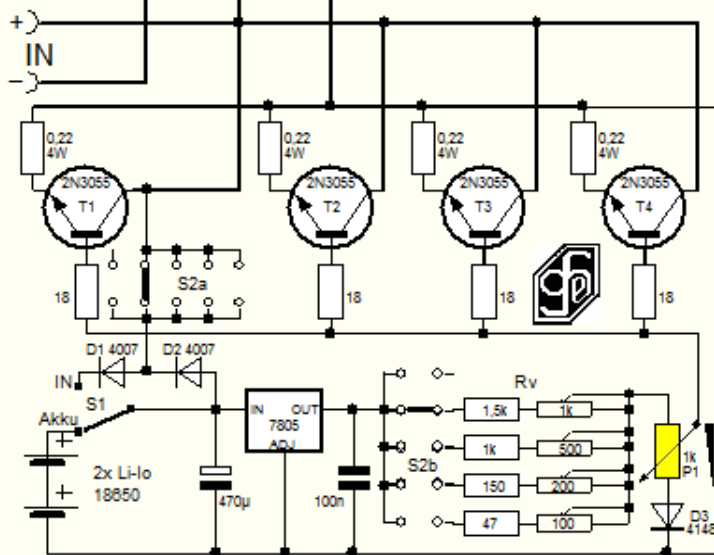 +
IN
−
0,22
4W
0,22
4W
0,22
4W
0,22
4W
2N3055
T1
2N3055
T2
2N3055
T3
2N3055
T4
18
S2a
18
18
18
D1 4007
D2 4007
IN
S1
Akku
+
+
2x Li-Io
18650
IN OUT
7805
ADJ
470µ
100n
Rv
S2b
1,5k
1k
1k
500
150
200
47
100
1k
P1
D3
4148